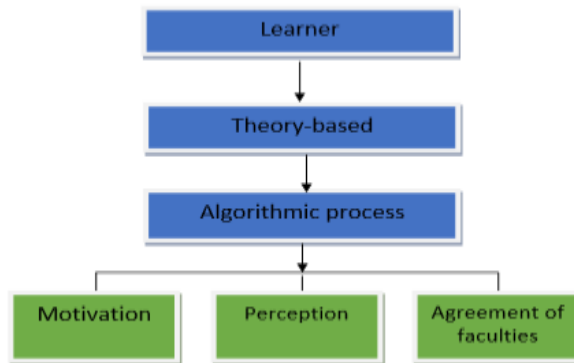 Learner
Theory-based
Algorithmic process
Motivation
Perception
Agreement of
faculties